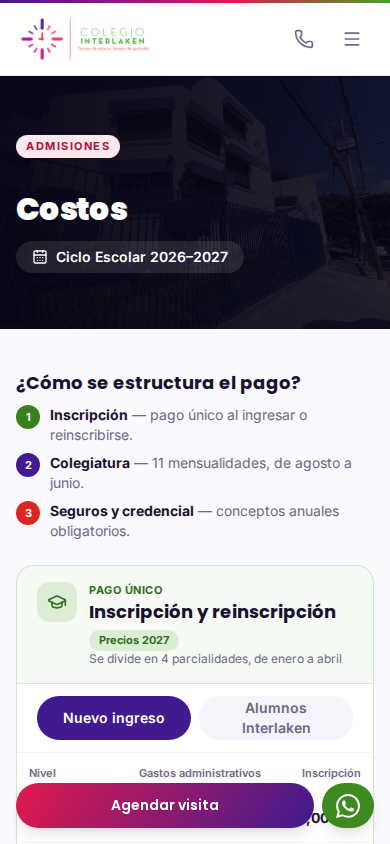 COLEGIO
INTERLAKEN
ADMISIONES
Costos
Ciclo Escolar 2026–2027
¿Cómo se estructura el pago?
1 Inscripción — pago único al ingresar o
reinscribirse.
2 Colegiatura — 11 mensualidades, de agosto a
junio.
3 Seguros y credencial — conceptos anuales
obligatorios.
PAGO ÚNICO
Inscripción y reinscripción
Precios 2027
Se divide en 4 parcialidades, de enero a abril
Nuevo ingreso
Alumnos
Interlaken
Nivel Gastos administrativos Inscripción
Agendar visita